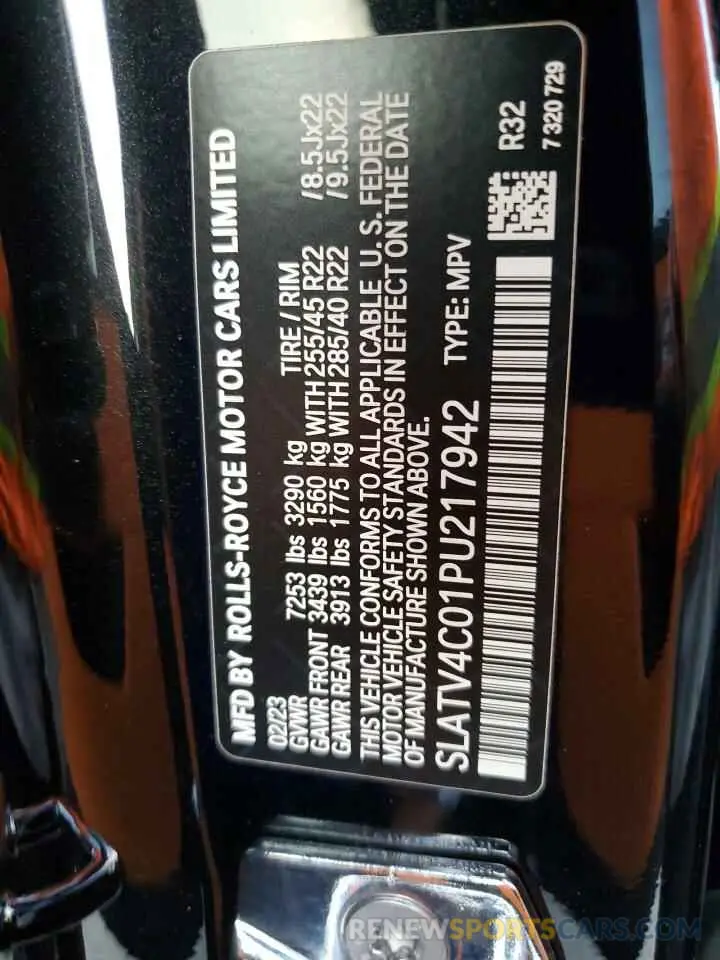 MFD BY ROLLS-ROYCE MOTOR CARS LIMITED
02/23
GVWR 7253 lbs 3290 kg TIRE / RIM
GAWR FRONT 3439 lbs 1560 kg WITH 255/45 R22 /8.5Jx22
GAWR REAR 3913 lbs 1775 kg WITH 285/40 R22 /9.5Jx22
THIS VEHICLE CONFORMS TO ALL APPLICABLE U. S. FEDERAL
MOTOR VEHICLE SAFETY STANDARDS IN EFFECT ON THE DATE
OF MANUFACTURE SHOWN ABOVE.
SLATV4C01PU217942 TYPE: MPV
R32
7 320 729
RENEWSPORTSCARS.COM